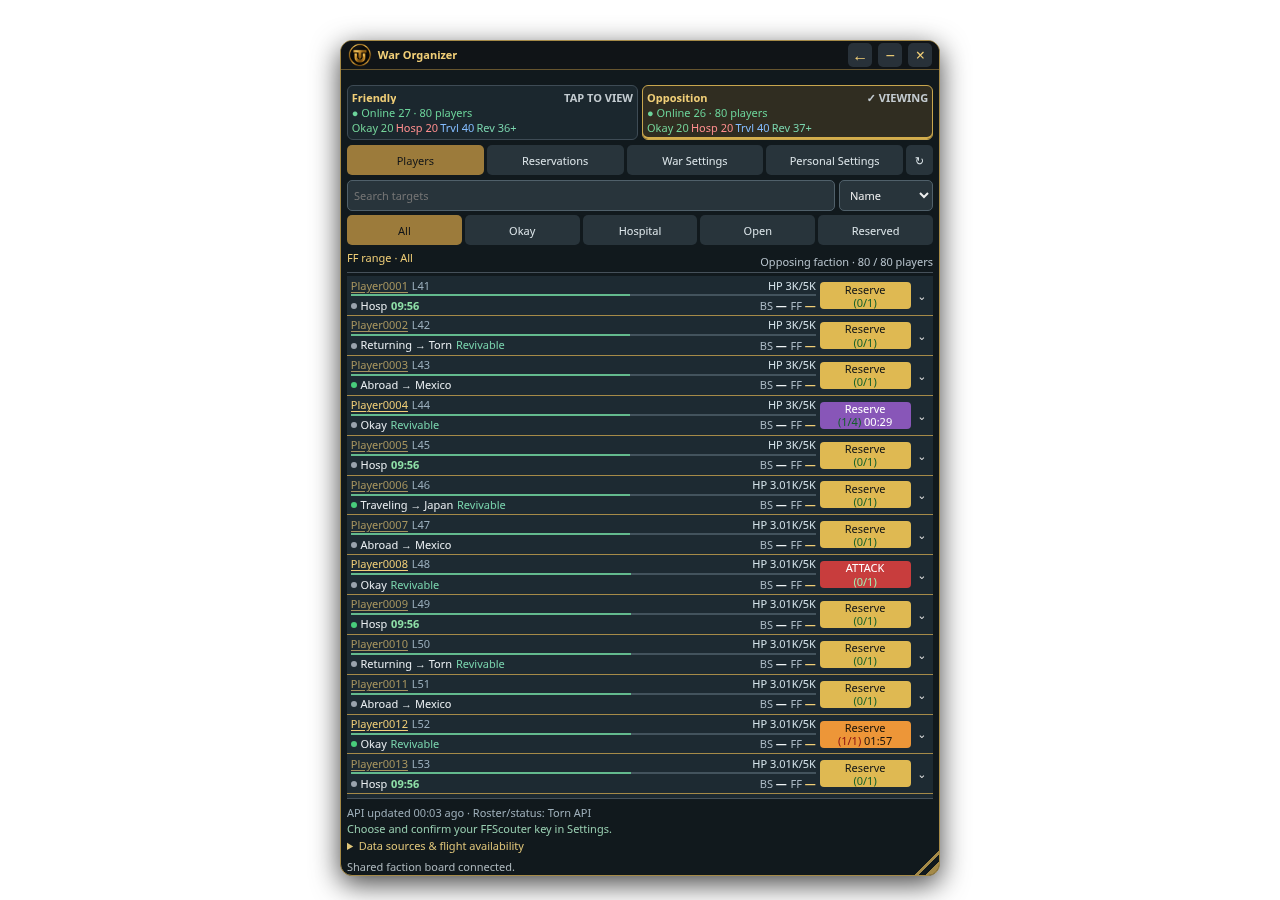 War Organizer
← − ×
Friendly TAP TO VIEW
● Online 27 · 80 players
Okay 20 Hosp 20 Trvl 40 Rev 36+
Opposition ✓ VIEWING
● Online 26 · 80 players
Okay 20 Hosp 20 Trvl 40 Rev 37+
Players Reservations War Settings Personal Settings ↻
Search targets Name
All Okay Hospital Open Reserved
FF range · All Opposing faction · 80 / 80 players
Player0001 L41 HP 3K/5K
Hosp 09:56 BS — FF —
Reserve
(0/1)
Player0002 L42 HP 3K/5K
Returning → Torn Revivable BS — FF —
Reserve
(0/1)
Player0003 L43 HP 3K/5K
Abroad → Mexico BS — FF —
Reserve
(0/1)
Player0004 L44 HP 3K/5K
Okay Revivable BS — FF —
Reserve
(1/4) 00:29
Player0005 L45 HP 3K/5K
Hosp 09:56 BS — FF —
Reserve
(0/1)
Player0006 L46 HP 3.01K/5K
Traveling → Japan Revivable BS — FF —
Reserve
(0/1)
Player0007 L47 HP 3.01K/5K
Abroad → Mexico BS — FF —
Reserve
(0/1)
Player0008 L48 HP 3.01K/5K
Okay Revivable BS — FF —
ATTACK
(0/1)
Player0009 L49 HP 3.01K/5K
Hosp 09:56 BS — FF —
Reserve
(0/1)
Player0010 L50 HP 3.01K/5K
Returning → Torn Revivable BS — FF —
Reserve
(0/1)
Player0011 L51 HP 3.01K/5K
Abroad → Mexico BS — FF —
Reserve
(0/1)
Player0012 L52 HP 3.01K/5K
Okay Revivable BS — FF —
Reserve
(1/1) 01:57
Player0013 L53 HP 3.01K/5K
Hosp 09:56 BS — FF —
Reserve
(0/1)
API updated 00:03 ago · Roster/status: Torn API
Choose and confirm your FFScouter key in Settings.
▶ Data sources & flight availability
Shared faction board connected.